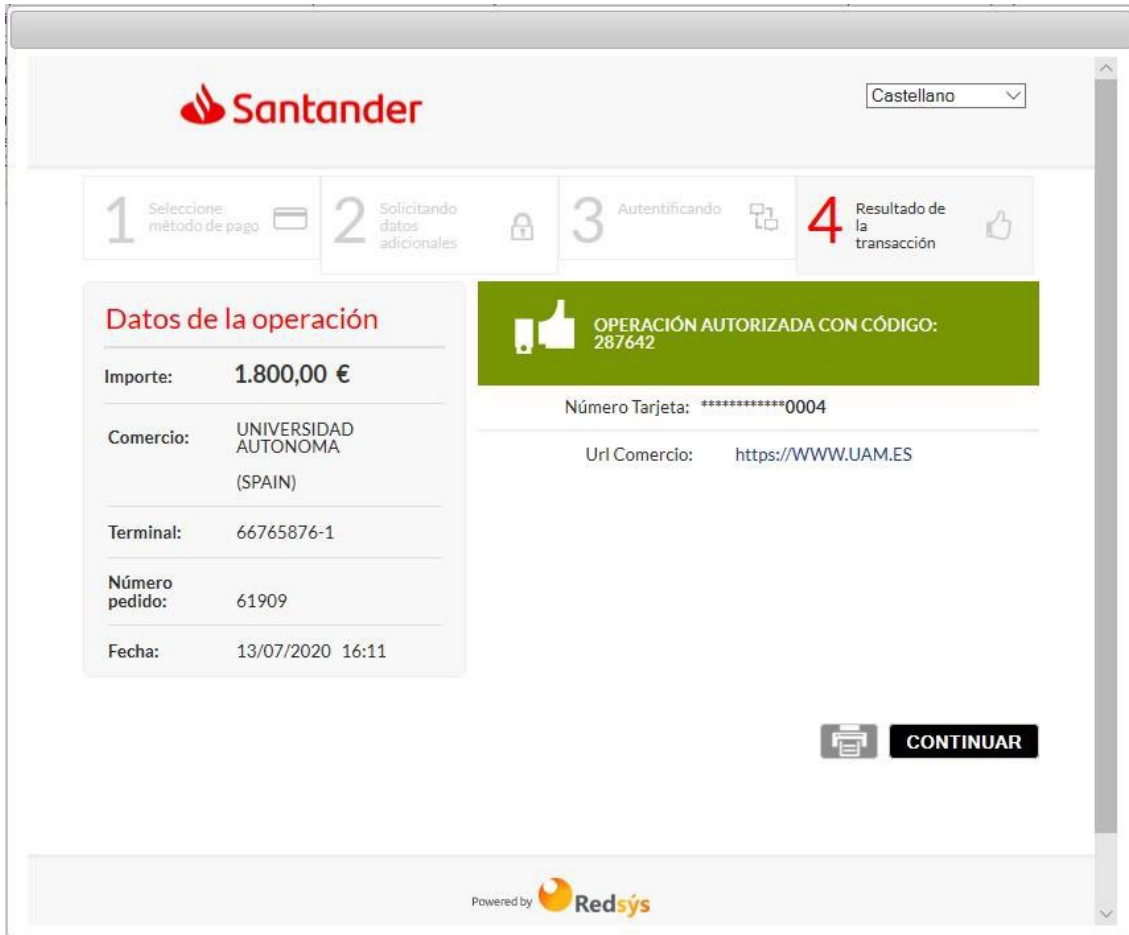 Santander
Castellano
1 Seleccione
método de pago
2 Solicitando
datos
adicionales
3 Autentificando
4 Resultado de
la
transacción
Datos de la operación
Importe: 1.800,00 €
Comercio: UNIVERSIDAD
AUTONOMA
(SPAIN)
Terminal: 66765876-1
Número
pedido: 61909
Fecha: 13/07/2020 16:11
OPERACIÓN AUTORIZADA CON CÓDIGO:
287642
Número Tarjeta: ************0004
Url Comercio: https://WWW.UAM.ES
CONTINUAR
Powered by Redsýs